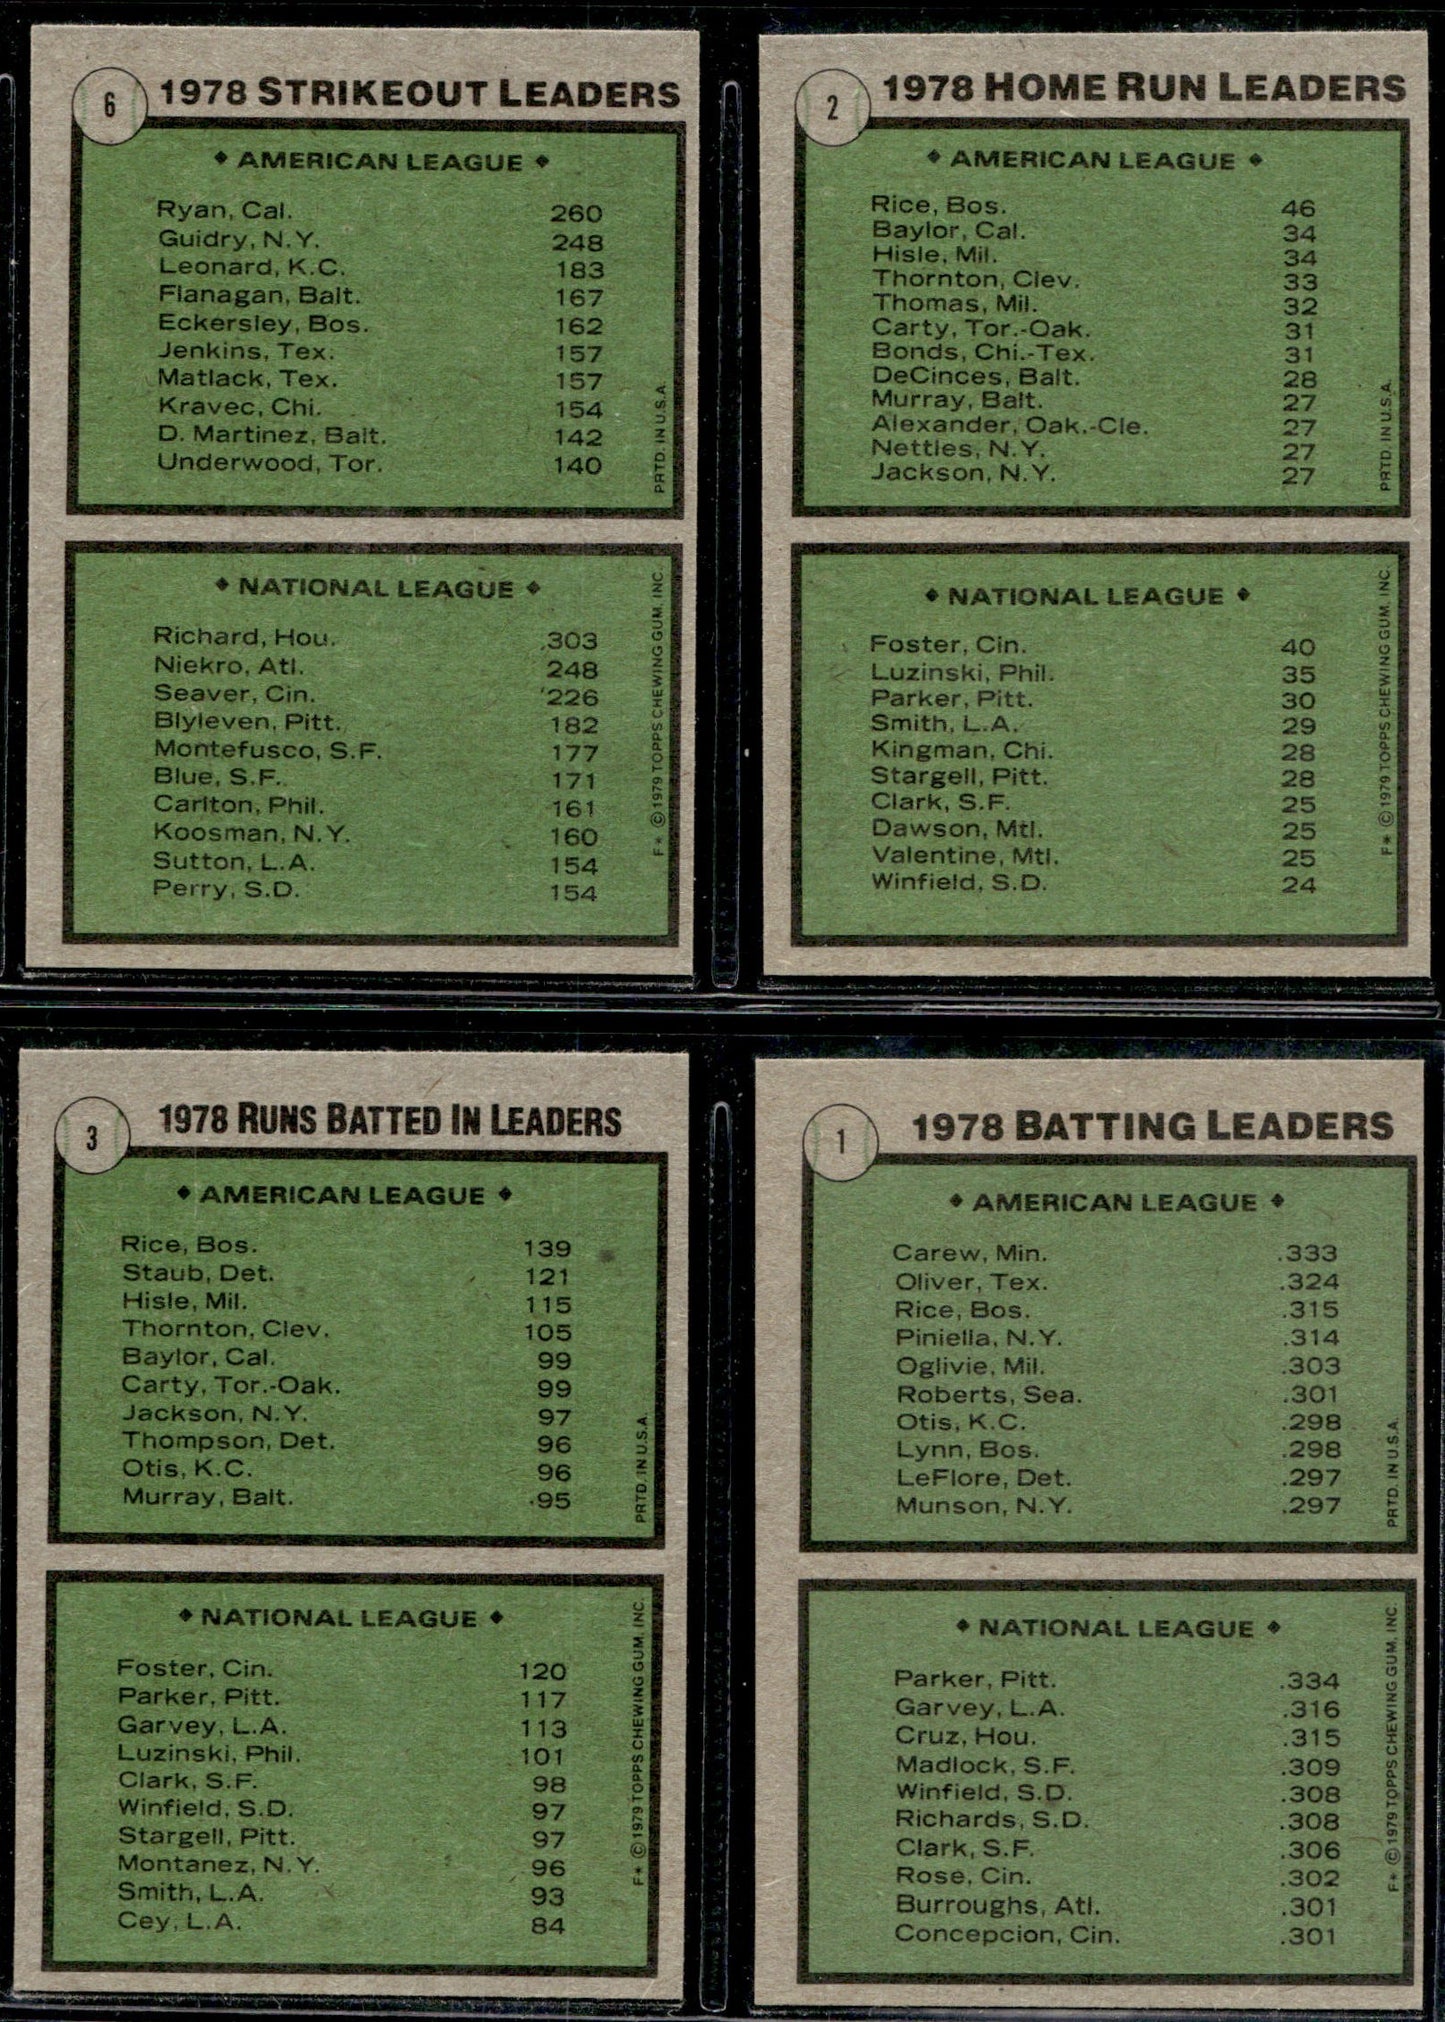 6
1978 STRIKEOUT LEADERS
♦ AMERICAN LEAGUE ♦
Ryan, Cal. 260
Guidry, N.Y. 248
Leonard, K.C. 183
Flanagan, Balt. 167
Eckersley, Bos. 162
Jenkins, Tex. 157
Matlack, Tex. 157
Kravec, Chi. 154
D. Martinez, Balt. 142
Underwood, Tor. 140
PRTD. IN U.S.A.
♦ NATIONAL LEAGUE ♦
Richard, Hou. 303
Niekro, Atl. 248
Seaver, Cin. 226
Blyleven, Pitt. 182
Montefusco, S.F. 177
Blue, S.F. 171
Carlton, Phil. 161
Koosman, N.Y. 160
Sutton, L.A. 154
Perry, S.D. 154
F* © 1979 TOPPS CHEWING GUM, INC.
2
1978 HOME RUN LEADERS
♦ AMERICAN LEAGUE ♦
Rice, Bos. 46
Baylor, Cal. 34
Hisle, Mil. 34
Thornton, Clev. 33
Thomas, Mil. 32
Carty, Tor.-Oak. 31
Bonds, Chi.-Tex. 31
DeCinces, Balt. 28
Murray, Balt. 27
Alexander, Oak.-Cle. 27
Nettles, N.Y. 27
Jackson, N.Y. 27
PRTD. IN U.S.A.
♦ NATIONAL LEAGUE ♦
Foster, Cin. 40
Luzinski, Phil. 35
Parker, Pitt. 30
Smith, L.A. 29
Kingman, Chi. 28
Stargell, Pitt. 28
Clark, S.F. 25
Dawson, Mtl. 25
Valentine, Mtl. 25
Winfield, S.D. 24
F* © 1979 TOPPS CHEWING GUM, INC.
3
1978 RUNS BATTED IN LEADERS
♦ AMERICAN LEAGUE ♦
Rice, Bos. 139
Staub, Det. 121
Hisle, Mil. 115
Thornton, Clev. 105
Baylor, Cal. 99
Carty, Tor.-Oak. 99
Jackson, N.Y. 97
Thompson, Det. 96
Otis, K.C. 96
Murray, Balt. 95
PRTD. IN U.S.A.
♦ NATIONAL LEAGUE ♦
Foster, Cin. 120
Parker, Pitt. 117
Garvey, L.A. 113
Luzinski, Phil. 101
Clark, S.F. 98
Winfield, S.D. 97
Stargell, Pitt. 97
Montanez, N.Y. 96
Smith, L.A. 93
Cey, L.A. 84
F* © 1979 TOPPS CHEWING GUM, INC.
1
1978 BATTING LEADERS
♦ AMERICAN LEAGUE ♦
Carew, Min. .333
Oliver, Tex. .324
Rice, Bos. .315
Piniella, N.Y. .314
Oglivie, Mil. .303
Roberts, Sea. .301
Otis, K.C. .298
Lynn, Bos. .298
LeFlore, Det. .297
Munson, N.Y. .297
PRTD. IN U.S.A.
♦ NATIONAL LEAGUE ♦
Parker, Pitt. .334
Garvey, L.A. .316
Cruz, Hou. .315
Madlock, S.F. .309
Winfield, S.D. .308
Richards, S.D. .308
Clark, S.F. .306
Rose, Cin. .302
Burroughs, Atl. .301
Concepcion, Cin. .301
F* © 1979 TOPPS CHEWING GUM, INC.